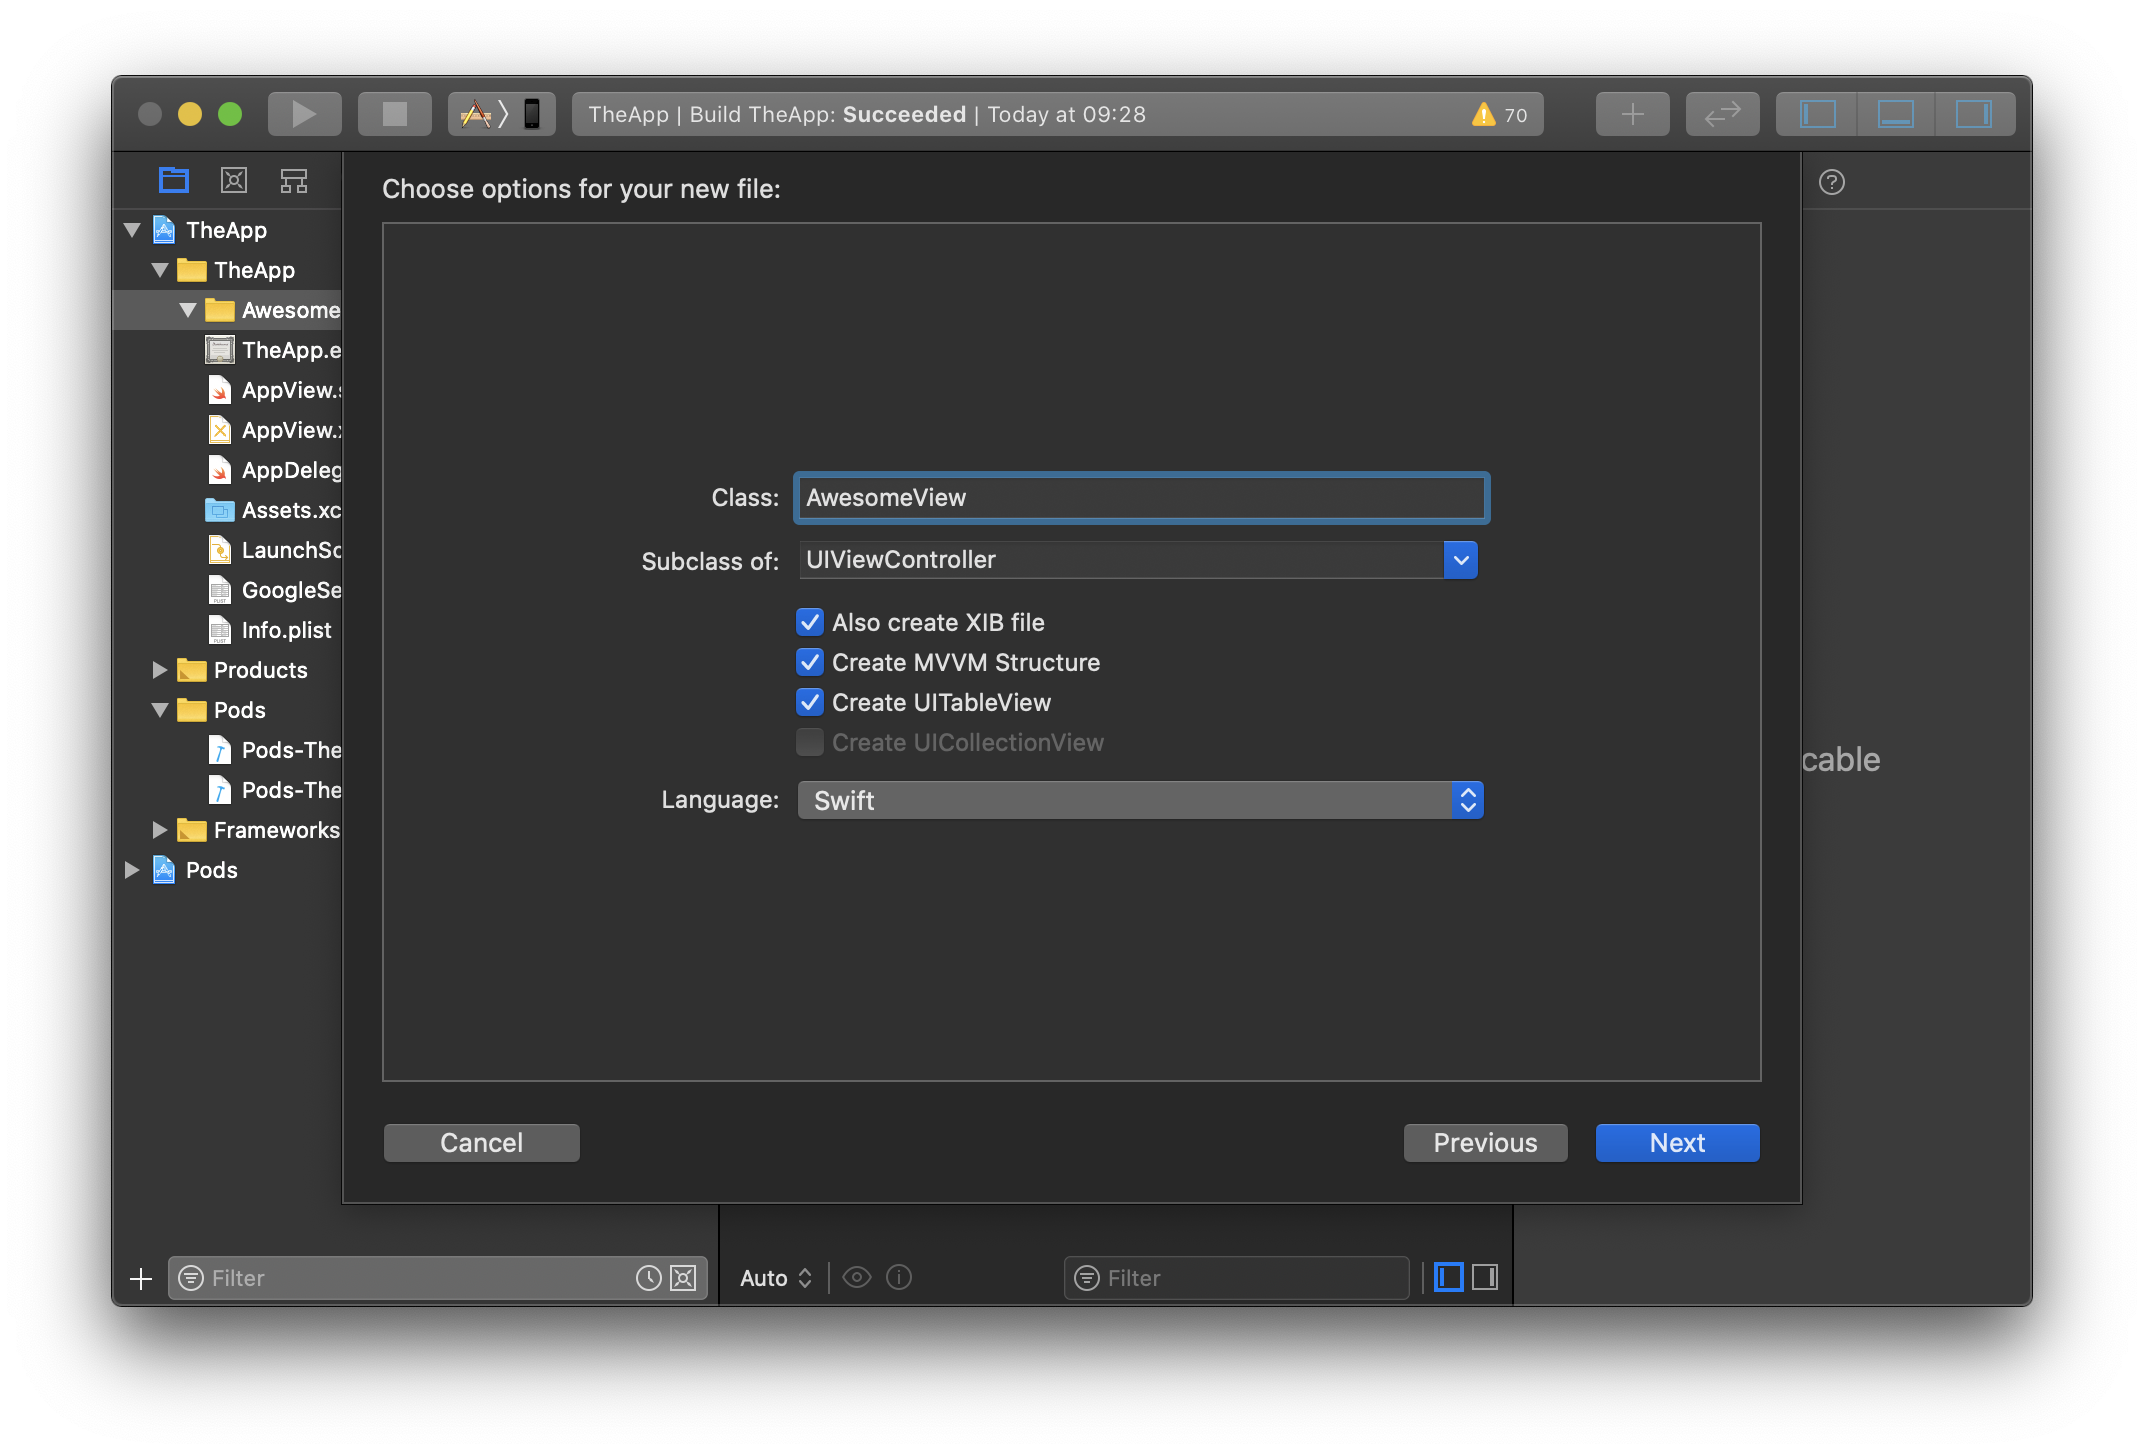 TheApp | Build TheApp: Succeeded | Today at 09:28
70
Choose options for your new file:
TheApp
TheApp
Awesome
TheApp.e
AppView.s
AppView.x
AppDeleg
Assets.xc
LaunchSc
GoogleSe
Info.plist
Products
Pods
Pods-The
Pods-The
Frameworks
Pods
Class: AwesomeView
Subclass of: UIViewController
Also create XIB file
Create MVVM Structure
Create UITableView
Create UICollectionView
Language: Swift
cable
Cancel
Previous
Next
Filter
Auto
Filter